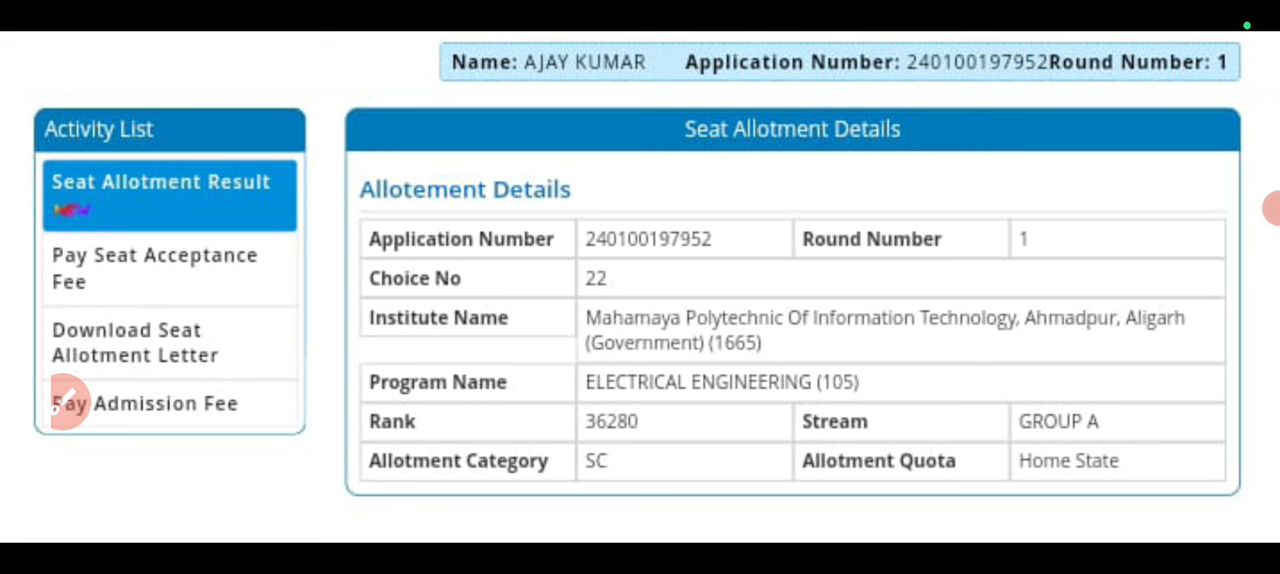 Name: AJAY KUMAR Application Number: 240100197952Round Number: 1
Activity List
Seat Allotment Result
NEW
Pay Seat Acceptance
Fee
Download Seat
Allotment Letter
Pay Admission Fee
Seat Allotment Details
Allotement Details
Application Number 240100197952 Round Number 1
Choice No 22
Institute Name Mahamaya Polytechnic Of Information Technology, Ahmadpur, Aligarh
(Government) (1665)
Program Name ELECTRICAL ENGINEERING (105)
Rank 36280 Stream GROUP A
Allotment Category SC Allotment Quota Home State